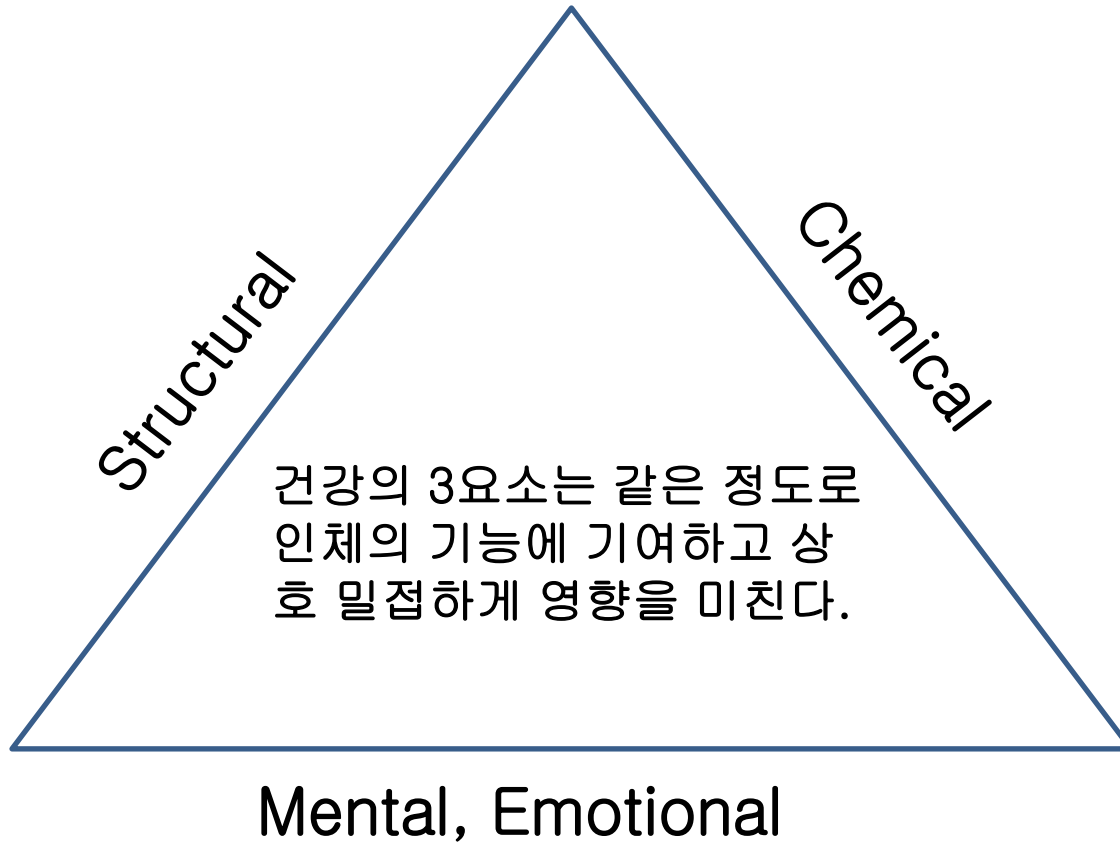 Structural
Chemical
건강의 3요소는 같은 정도로
인체의 기능에 기여하고 상
호 밀접하게 영향을 미친다.
Mental, Emotional